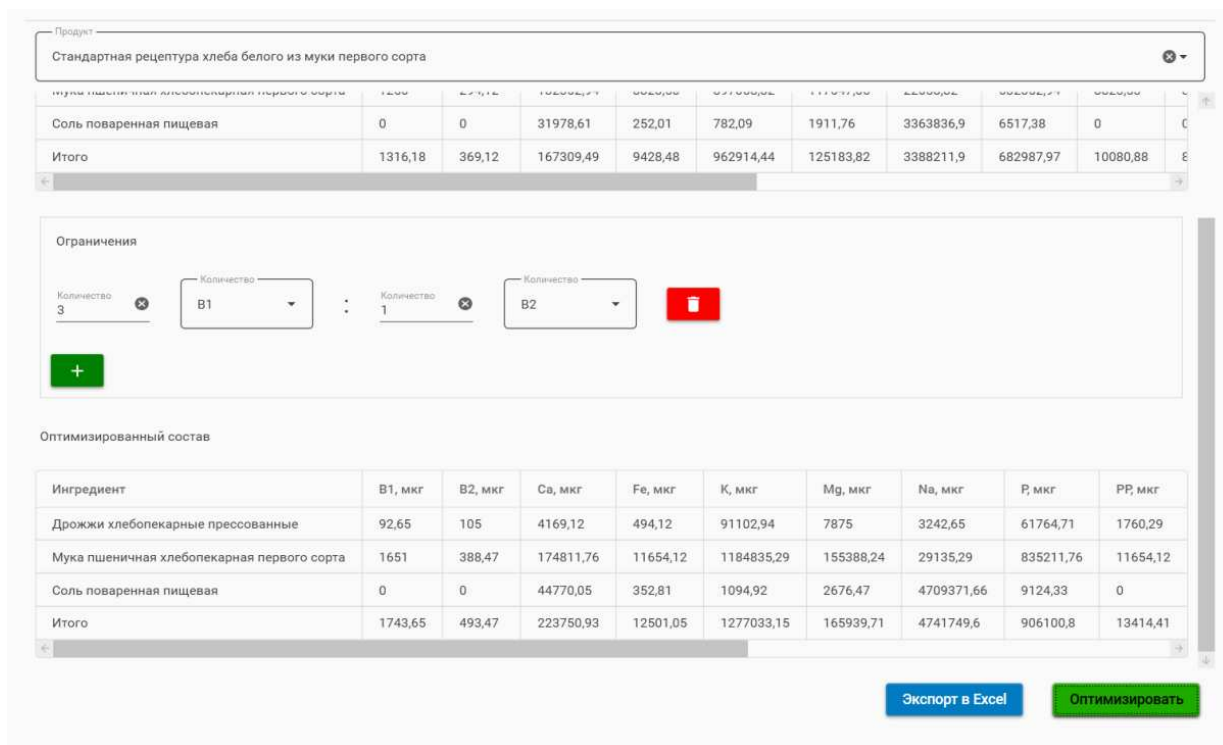 Продукт
Стандартная рецептура хлеба белого из муки первого сорта
Мука пшеничная хлебопекарная первого сорта
Соль поваренная пищевая 0 0 31978,61 252,01 782,09 1911,76 3363836,9 6517,38 0
Итого 1316,18 369,12 167309,49 9428,48 962914,44 125183,82 3388211,9 682987,97 10080,88
Ограничения
Количество Количество Количество Количество
3 B1 : 1 B2
+
Оптимизированный состав
Ингредиент B1, мкг B2, мкг Ca, мкг Fe, мкг K, мкг Mg, мкг Na, мкг P, мкг PP, мкг
Дрожжи хлебопекарные прессованные 92,65 105 4169,12 494,12 91102,94 7875 3242,65 61764,71 1760,29
Мука пшеничная хлебопекарная первого сорта 1651 388,47 174811,76 11654,12 1184835,29 155388,24 29135,29 835211,76 11654,12
Соль поваренная пищевая 0 0 44770,05 352,81 1094,92 2676,47 4709371,66 9124,33 0
Итого 1743,65 493,47 223750,93 12501,05 1277033,15 165939,71 4741749,6 906100,8 13414,41
Экспорт в Excel Оптимизировать